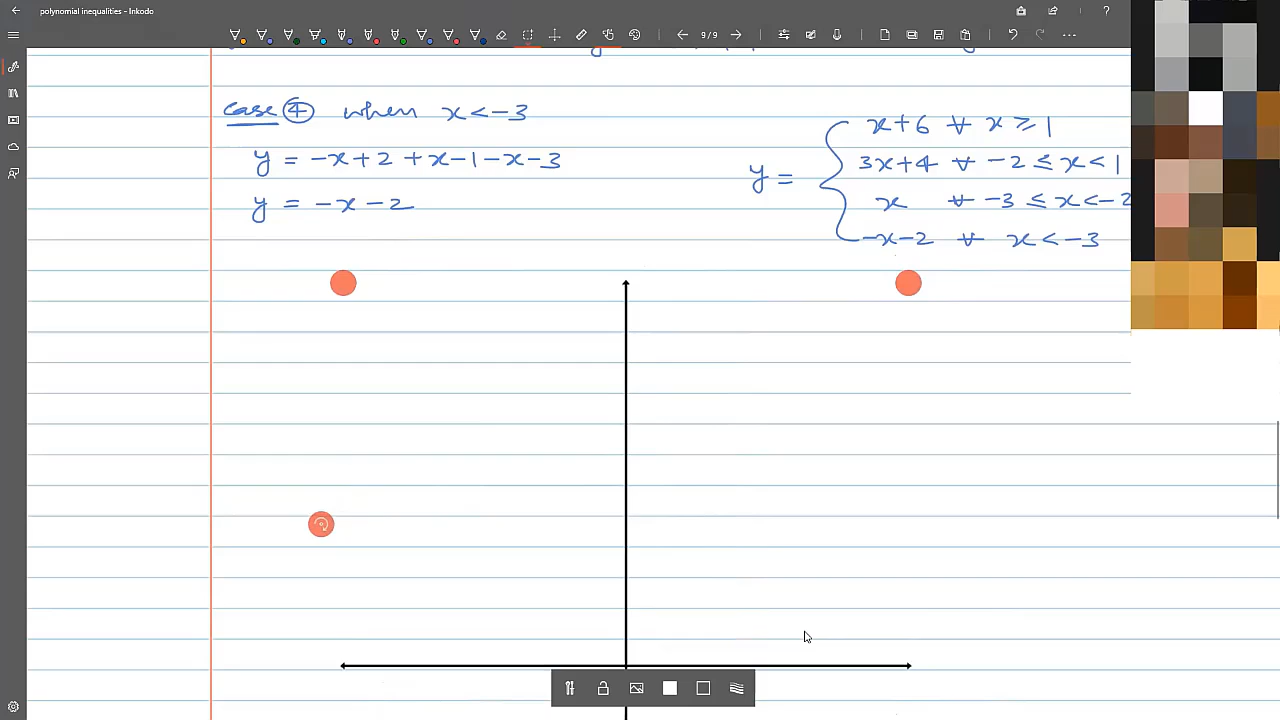 polynomial inequalities - Inkodo
9/9
case ④ when x < -3
y = -x+2 +x-1-x-3
y = -x-2
y =
x+6 ∀ x ≥ 1
3x+4 ∀ -2 ≤ x < 1
x ∀ -3 ≤ x < -2
-x-2 ∀ x < -3